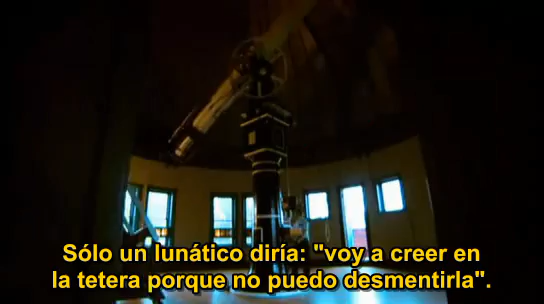 Sólo un lunático diría: "voy a creer en
la tetera porque no puedo desmentirla".